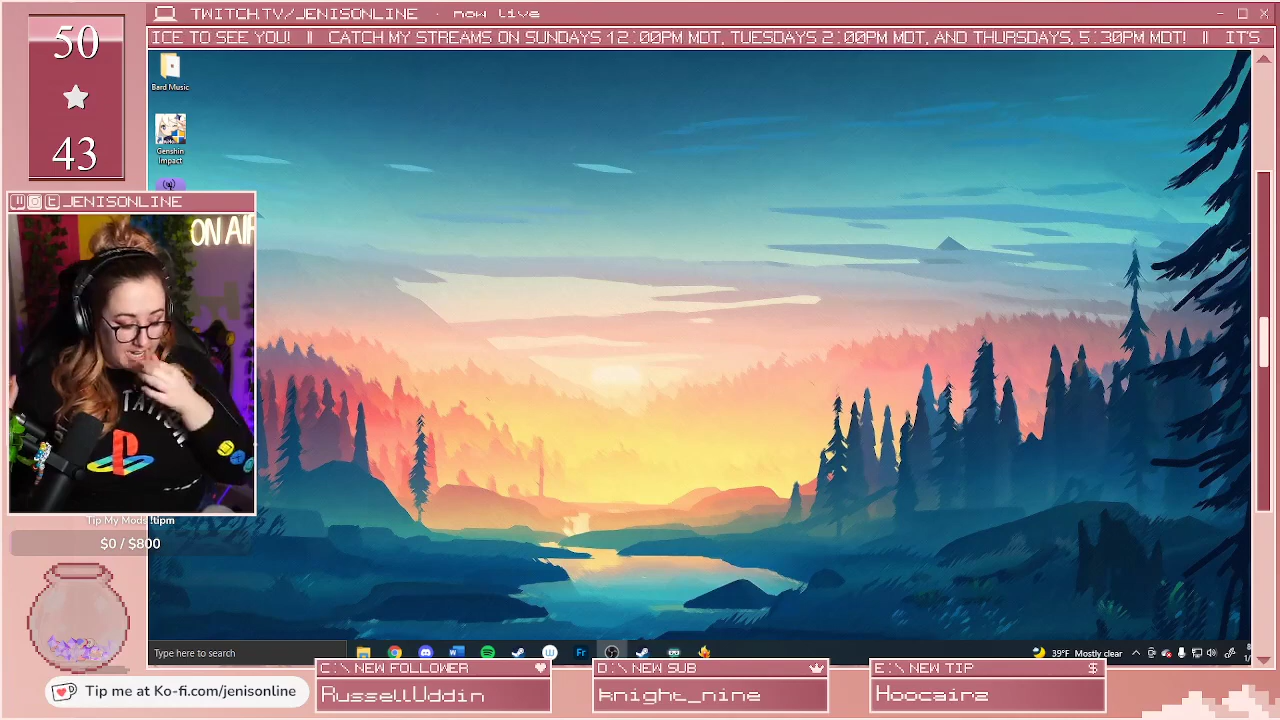 50
43
TWITCH.TV/JENISONLINE · now live
ICE TO SEE YOU! || CATCH MY STREAMS ON SUNDAYS 12:00PM MDT, TUESDAYS 2:00PM MDT, AND THURSDAYS, 5:30PM MDT! || IT'S
Bard Music
Genshin
Impact
JENISONLINE
ON AIR
Tip My Mods !tipm
$0 / $800
Tip me at Ko-fi.com/jenisonline
Type here to search
W
Fr
39°F Mostly clear
C:\ NEW FOLLOWER
RussellUddin
D:\ NEW SUB
knight_nine
E:\ NEW TIP
$
Hoocairz